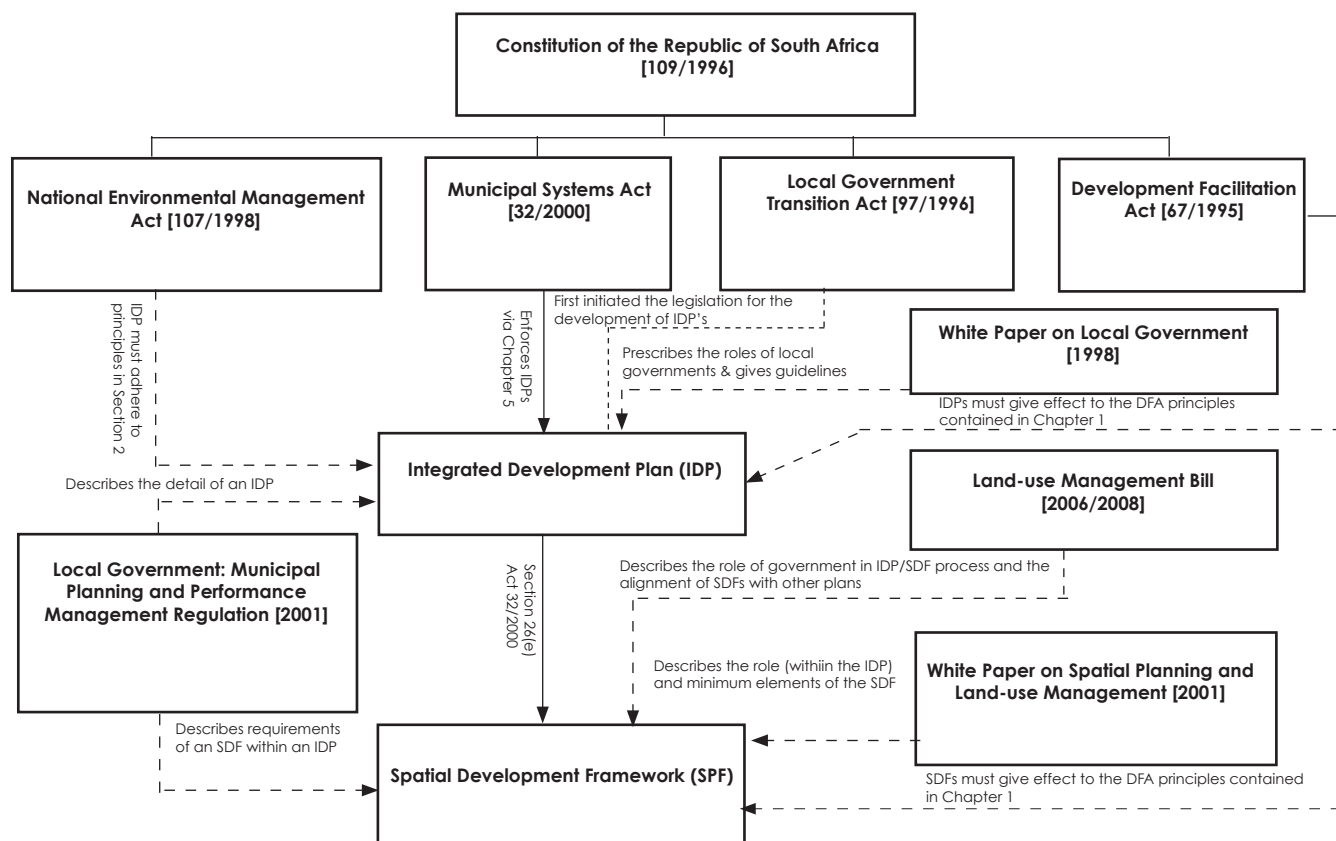 Constitution of the Republic of South Africa
[109/1996]
National Environmental Management
Act [107/1998]
Municipal Systems Act
[32/2000]
Local Government
Transition Act [97/1996]
Development Facilitation
Act [67/1995]
IDP must adhere to
principles in Section 2
Enforces IDPs
via Chapter 5
First initiated the legislation for the
development of IDP's
White Paper on Local Government
[1998]
Prescribes the roles of local
governments & gives guidelines
IDPs must give effect to the DFA principles
contained in Chapter 1
Integrated Development Plan (IDP)
Describes the detail of an IDP
Land-use Management Bill
[2006/2008]
Local Government: Municipal
Planning and Performance
Management Regulation [2001]
Section 26(e)
Act 32/2000
Describes the role of government in IDP/SDF process and the
alignment of SDFs with other plans
Describes the role (withiin the IDP)
and minimum elements of the SDF
White Paper on Spatial Planning and
Land-use Management [2001]
Describes requirements
of an SDF within an IDP
Spatial Development Framework (SPF)
SDFs must give effect to the DFA principles contained
in Chapter 1